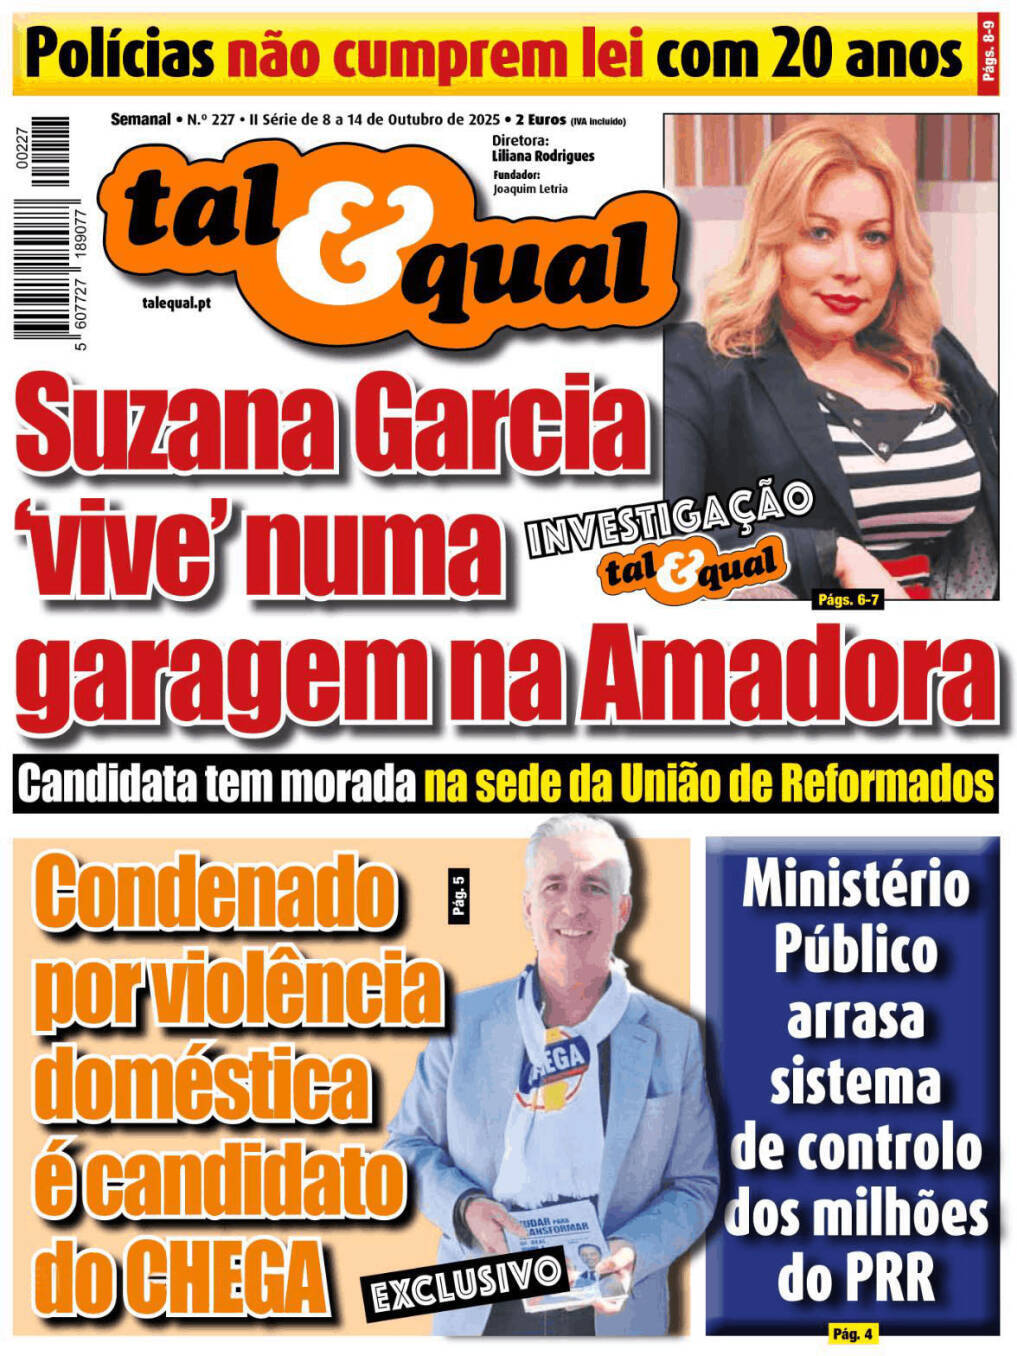 Polícias não cumprem lei com 20 anos
Págs. 8-9
Semanal • N.º 227 • II Série de 8 a 14 de Outubro de 2025 • 2 Euros (IVA incluído)
Diretora:
Liliana Rodrigues
Fundador:
Joaquim Letria
00227
5 607727 189077
tal&qual
talequal.pt
Suzana Garcia
‘vive’ numa
garagem na Amadora
INVESTIGAÇÃO
tal&qual
Págs. 6-7
Candidata tem morada na sede da União de Reformados
Condenado
por violência
doméstica
é candidato
do CHEGA
Pág. 5
CHEGA
MUDAR PARA
TRANSFORMAR
EXCLUSIVO
Ministério
Público
arrasa
sistema
de controlo
dos milhões
do PRR
Pág. 4